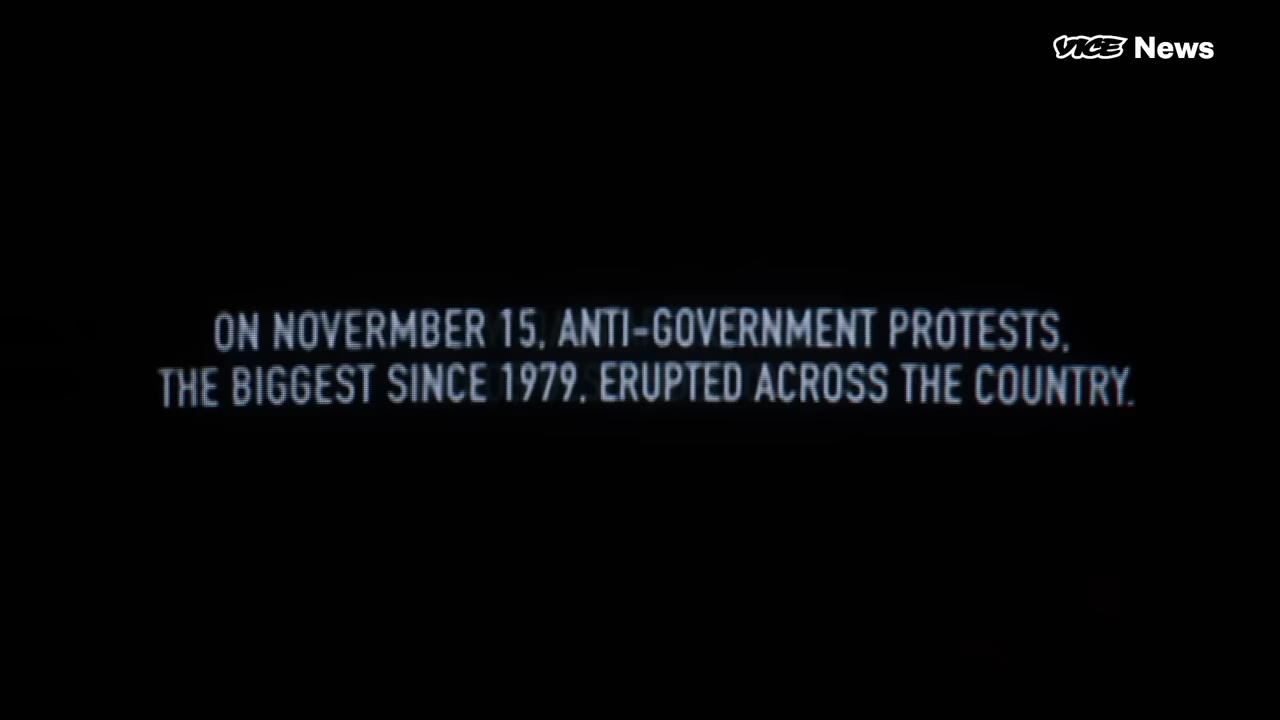 VICE News
ON NOVERMBER 15, ANTI-GOVERNMENT PROTESTS,
THE BIGGEST SINCE 1979, ERUPTED ACROSS THE COUNTRY.